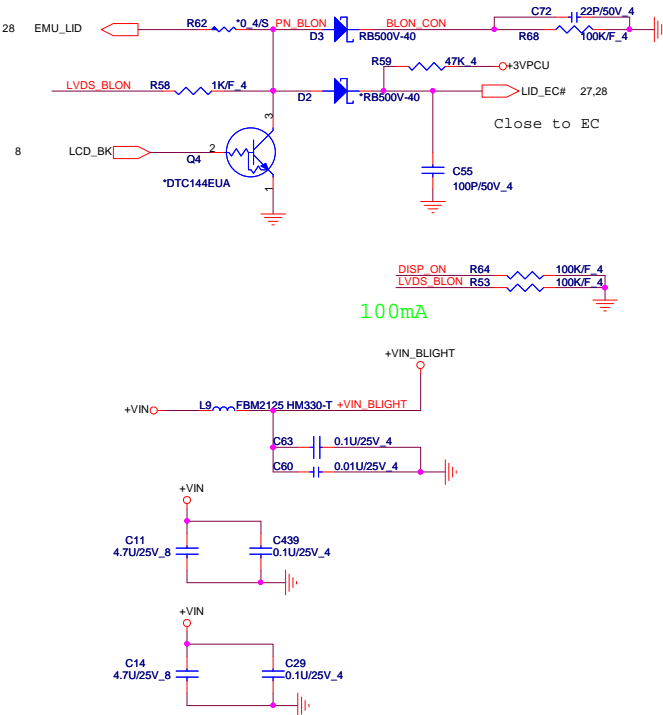 C72 22P/50V_4
28 EMU_LID R62 *0_4/S PN_BLON BLON_CON
D3 RB500V-40 R68 100K/F_4
R59 47K_4 +3VPCU
LVDS_BLON R58 1K/F_4
D2 *RB500V-40 LID_EC# 27,28
3
Close to EC
8 LCD_BK 2
Q4
*DTC144EUA
1
C55
100P/50V_4
DISP_ON R64 100K/F_4
LVDS_BLON R53 100K/F_4
100mA
+VIN_BLIGHT
+VIN L9 FBM2125 HM330-T +VIN_BLIGHT
C63 0.1U/25V_4
C60 0.01U/25V_4
+VIN
C11 C439
4.7U/25V_8 0.1U/25V_4
+VIN
C14 C29
4.7U/25V_8 0.1U/25V_4